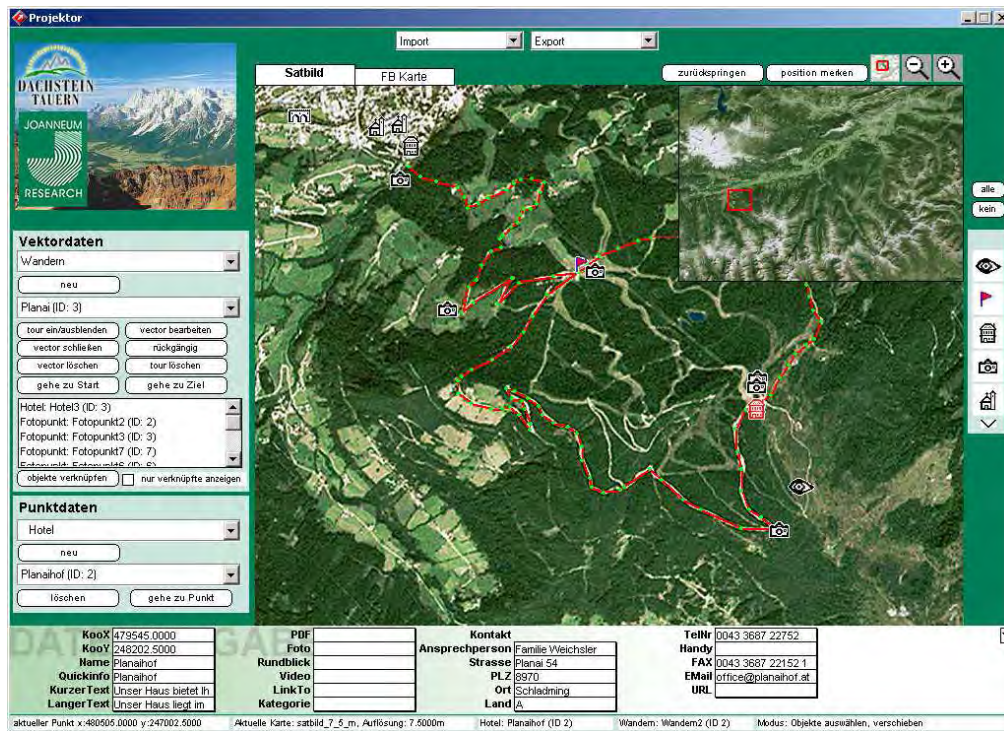 Projektor
Import Export
DACHSTEIN
TAUERN
JOANNEUM
RESEARCH
Satbild FB Karte zurückspringen position merken
alle
kein
Vektordaten
Wandern
neu
Planai (ID: 3)
tour ein/ausblenden vector bearbeiten
vector schließen rückgängig
vector löschen tour löschen
gehe zu Start gehe zu Ziel
Hotel: Hotel3 (ID: 3)
Fotopunkt: Fotopunkt2 (ID: 2)
Fotopunkt: Fotopunkt3 (ID: 3)
Fotopunkt: Fotopunkt7 (ID: 7)
Fotopunkt: Fotopunkt6 (ID: 6)
objekte verknüpfen nur verknüpfte anzeigen
Punktdaten
Hotel
neu
Planaihof (ID: 2)
löschen gehe zu Punkt
KooX 479545.0000 PDF Kontakt TelNr 0043 3687 22752
KooY 248202.5000 Foto Ansprechperson Familie Weichsler Handy
Name Planaihof Rundblick Strasse Planai 54 FAX 0043 3687 22152 1
Quickinfo Planaihof Video PLZ 8970 EMail office@planaihof.at
KurzerText Unser Haus bietet Ih LinkTo Ort Schladming URL
LangerText Unser Haus liegt im Kategorie Land A
aktueller Punkt x:480505.0000 y:247002.5000 Aktuelle Karte: satbild_7_5_m, Auflösung: 7.5000m Hotel: Planaihof (ID 2) Wandern: Wandern2 (ID 2) Modus: Objekte auswählen, verschieben